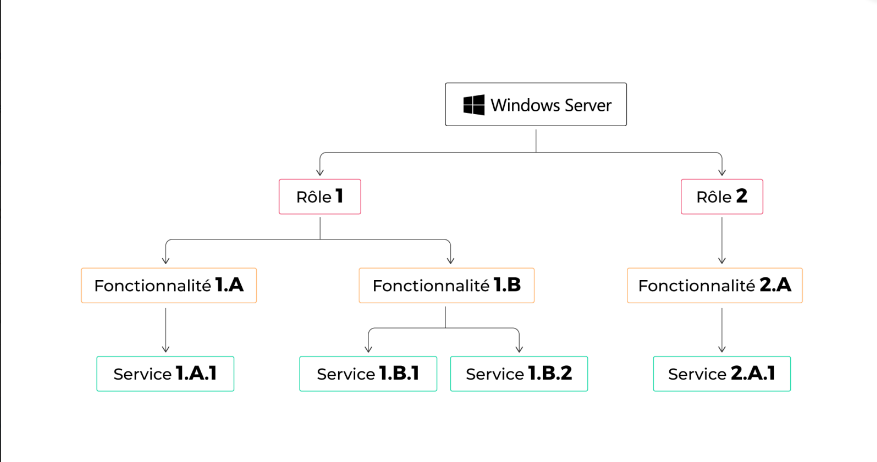 Windows Server
Rôle 1
Rôle 2
Fonctionnalité 1.A
Fonctionnalité 1.B
Fonctionnalité 2.A
Service 1.A.1
Service 1.B.1
Service 1.B.2
Service 2.A.1